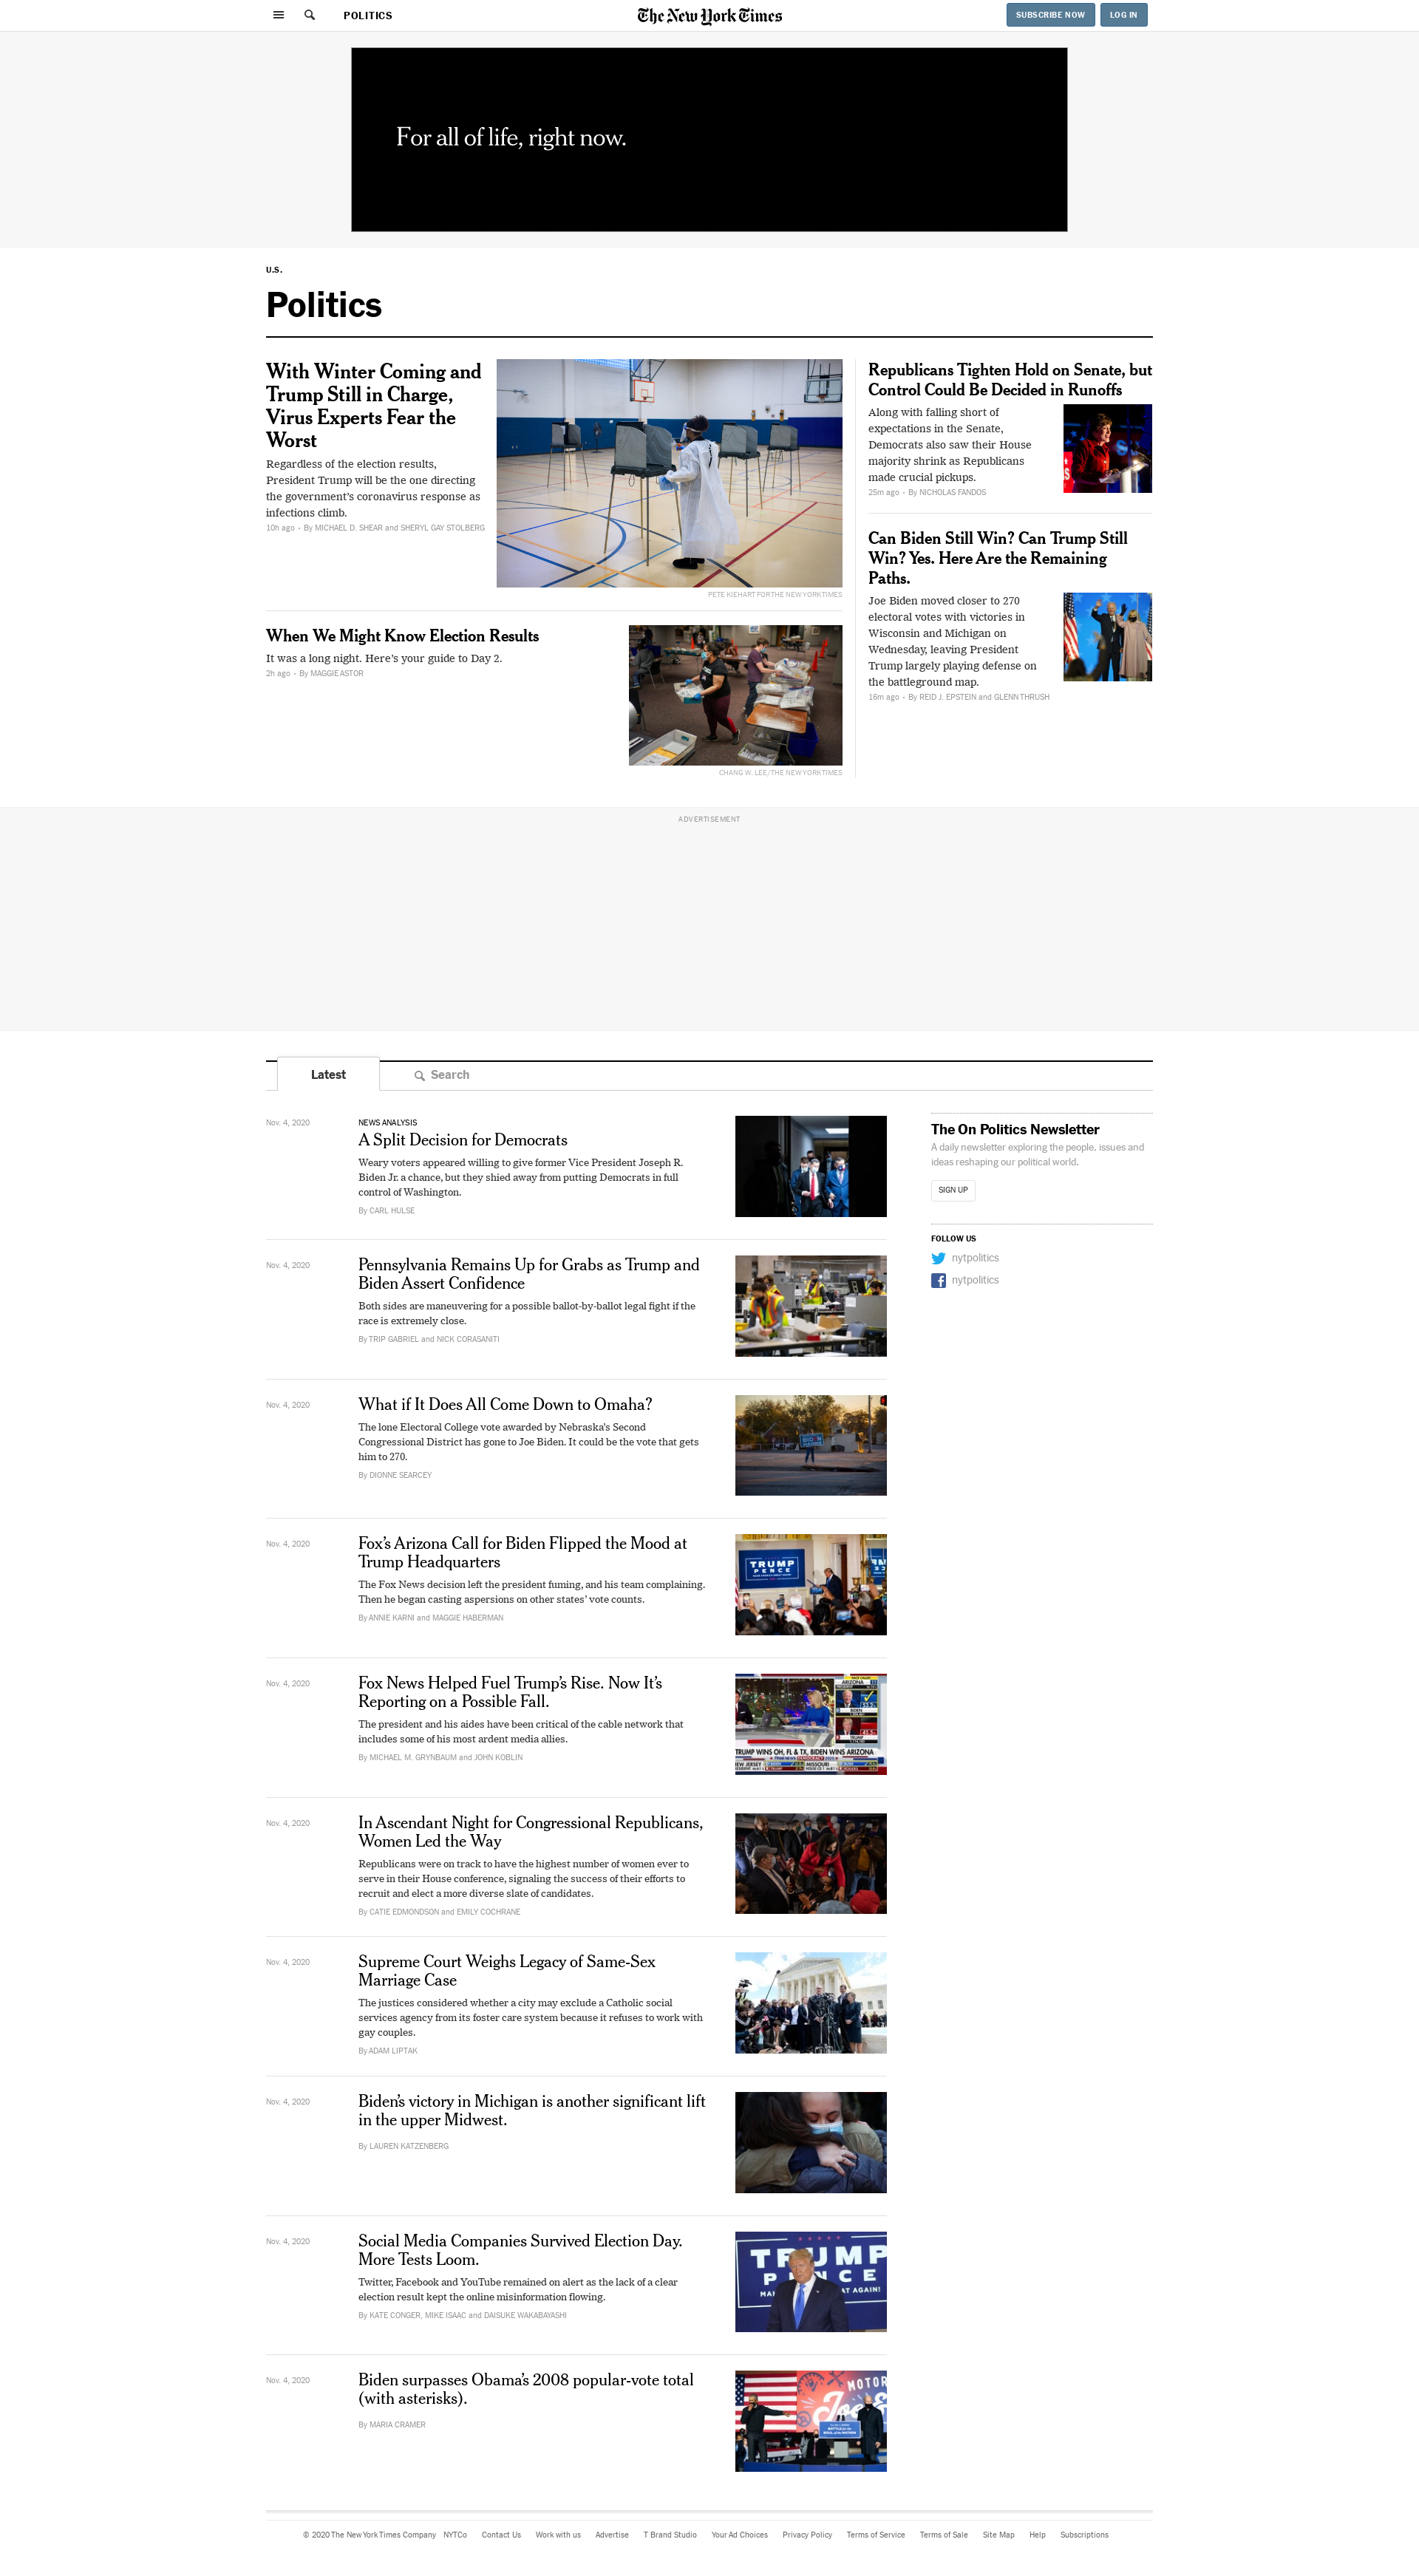 POLITICS
The New York Times
SUBSCRIBE NOW
LOG IN
For all of life, right now.
U.S.
Politics
With Winter Coming and
Trump Still in Charge,
Virus Experts Fear the
Worst
Regardless of the election results,
President Trump will be the one directing
the government's coronavirus response as
infections climb.
10h ago • By MICHAEL D. SHEAR and SHERYL GAY STOLBERG
PETE KIEHART FOR THE NEW YORK TIMES
When We Might Know Election Results
It was a long night. Here's your guide to Day 2.
2h ago • By MAGGIE ASTOR
CHANG W. LEE/THE NEW YORK TIMES
Republicans Tighten Hold on Senate, but
Control Could Be Decided in Runoffs
Along with falling short of
expectations in the Senate,
Democrats also saw their House
majority shrink as Republicans
made crucial pickups.
25m ago • By NICHOLAS FANDOS
Can Biden Still Win? Can Trump Still
Win? Yes. Here Are the Remaining
Paths.
Joe Biden moved closer to 270
electoral votes with victories in
Wisconsin and Michigan on
Wednesday, leaving President
Trump largely playing defense on
the battleground map.
16m ago • By REID J. EPSTEIN and GLENN THRUSH
ADVERTISEMENT
Latest
Search
Nov. 4, 2020
NEWS ANALYSIS
A Split Decision for Democrats
Weary voters appeared willing to give former Vice President Joseph R.
Biden Jr. a chance, but they shied away from putting Democrats in full
control of Washington.
By CARL HULSE
The On Politics Newsletter
A daily newsletter exploring the people, issues and
ideas reshaping our political world.
SIGN UP
FOLLOW US
nytpolitics
nytpolitics
Nov. 4, 2020
Pennsylvania Remains Up for Grabs as Trump and
Biden Assert Confidence
Both sides are maneuvering for a possible ballot-by-ballot legal fight if the
race is extremely close.
By TRIP GABRIEL and NICK CORASANITI
Nov. 4, 2020
What if It Does All Come Down to Omaha?
The lone Electoral College vote awarded by Nebraska's Second
Congressional District has gone to Joe Biden. It could be the vote that gets
him to 270.
By DIONNE SEARCEY
Nov. 4, 2020
Fox's Arizona Call for Biden Flipped the Mood at
Trump Headquarters
The Fox News decision left the president fuming, and his team complaining.
Then he began casting aspersions on other states' vote counts.
By ANNIE KARNI and MAGGIE HABERMAN
TRUMP
PENCE
Nov. 4, 2020
Fox News Helped Fuel Trump's Rise. Now It's
Reporting on a Possible Fall.
The president and his aides have been critical of the cable network that
includes some of his most ardent media allies.
By MICHAEL M. GRYNBAUM and JOHN KOBLIN
ARIZONA
BIDEN
TRUMP
TRUMP WINS OH, FL & TX, BIDEN WINS ARIZONA
Nov. 4, 2020
In Ascendant Night for Congressional Republicans,
Women Led the Way
Republicans were on track to have the highest number of women ever to
serve in their House conference, signaling the success of their efforts to
recruit and elect a more diverse slate of candidates.
By CATIE EDMONDSON and EMILY COCHRANE
Nov. 4, 2020
Supreme Court Weighs Legacy of Same-Sex
Marriage Case
The justices considered whether a city may exclude a Catholic social
services agency from its foster care system because it refuses to work with
gay couples.
By ADAM LIPTAK
Nov. 4, 2020
Biden's victory in Michigan is another significant lift
in the upper Midwest.
By LAUREN KATZENBERG
Nov. 4, 2020
Social Media Companies Survived Election Day.
More Tests Loom.
Twitter, Facebook and YouTube remained on alert as the lack of a clear
election result kept the online misinformation flowing.
By KATE CONGER, MIKE ISAAC and DAISUKE WAKABAYASHI
TRUMP
PENCE
AT AGAIN!
Nov. 4, 2020
Biden surpasses Obama's 2008 popular-vote total
(with asterisks).
By MARIA CRAMER
MOTOR
© 2020 The New York Times Company NYTCo Contact Us Work with us Advertise T Brand Studio Your Ad Choices Privacy Policy Terms of Service Terms of Sale Site Map Help Subscriptions